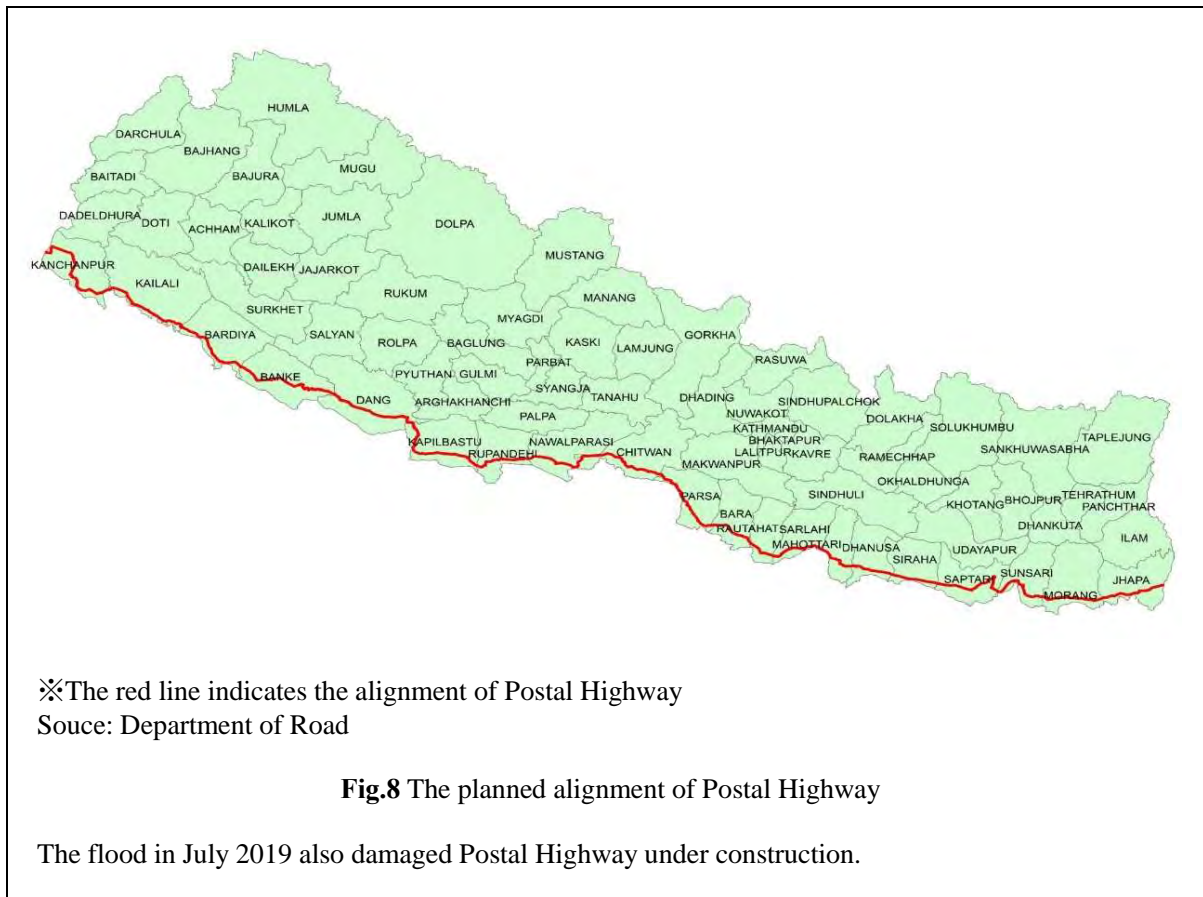 HUMLA
DARCHULA
BAJHANG
BAITADI
BAJURA
MUGU
DADELDHURA
DOTI
ACHHAM
KALIKOT
JUMLA
DOLPA
MUSTANG
KANCHANPUR
KAILALI
DAILEKH
JAJARKOT
RUKUM
MANANG
SURKHET
MYAGDI
GORKHA
BARDIYA
SALYAN
ROLPA
BAGLUNG
KASKI
LAMJUNG
RASUWA
PARBAT
BANKE
PYUTHAN
GULMI
SYANGJA
TANAHU
DHADING
SINDHUPALCHOK
DANG
ARGHAKHANCHI
NUWAKOT
DOLAKHA
SOLUKHUMBU
PALPA
KATHMANDU
TAPLEJUNG
KAPILBASTU
NAWALPARASI
BHAKTAPUR
SANKHUWASABHA
RUPANDEHI
CHITWAN
LALITPUR
KAVRE
RAMECHHAP
MAKWANPUR
OKHALDHUNGA
PARSA
SINDHULI
KHOTANG
BHOJPUR
TEHRATHUM
PANCHTHAR
BARA
DHANKUTA
RAUTAHAT
SARLAHI
ILAM
MAHOTTARI
DHANUSA
SIRAHA
UDAYAPUR
SAPTARI
SUNSARI
MORANG
JHAPA
※The red line indicates the alignment of Postal Highway
Souce: Department of Road
Fig.8 The planned alignment of Postal Highway
The flood in July 2019 also damaged Postal Highway under construction.